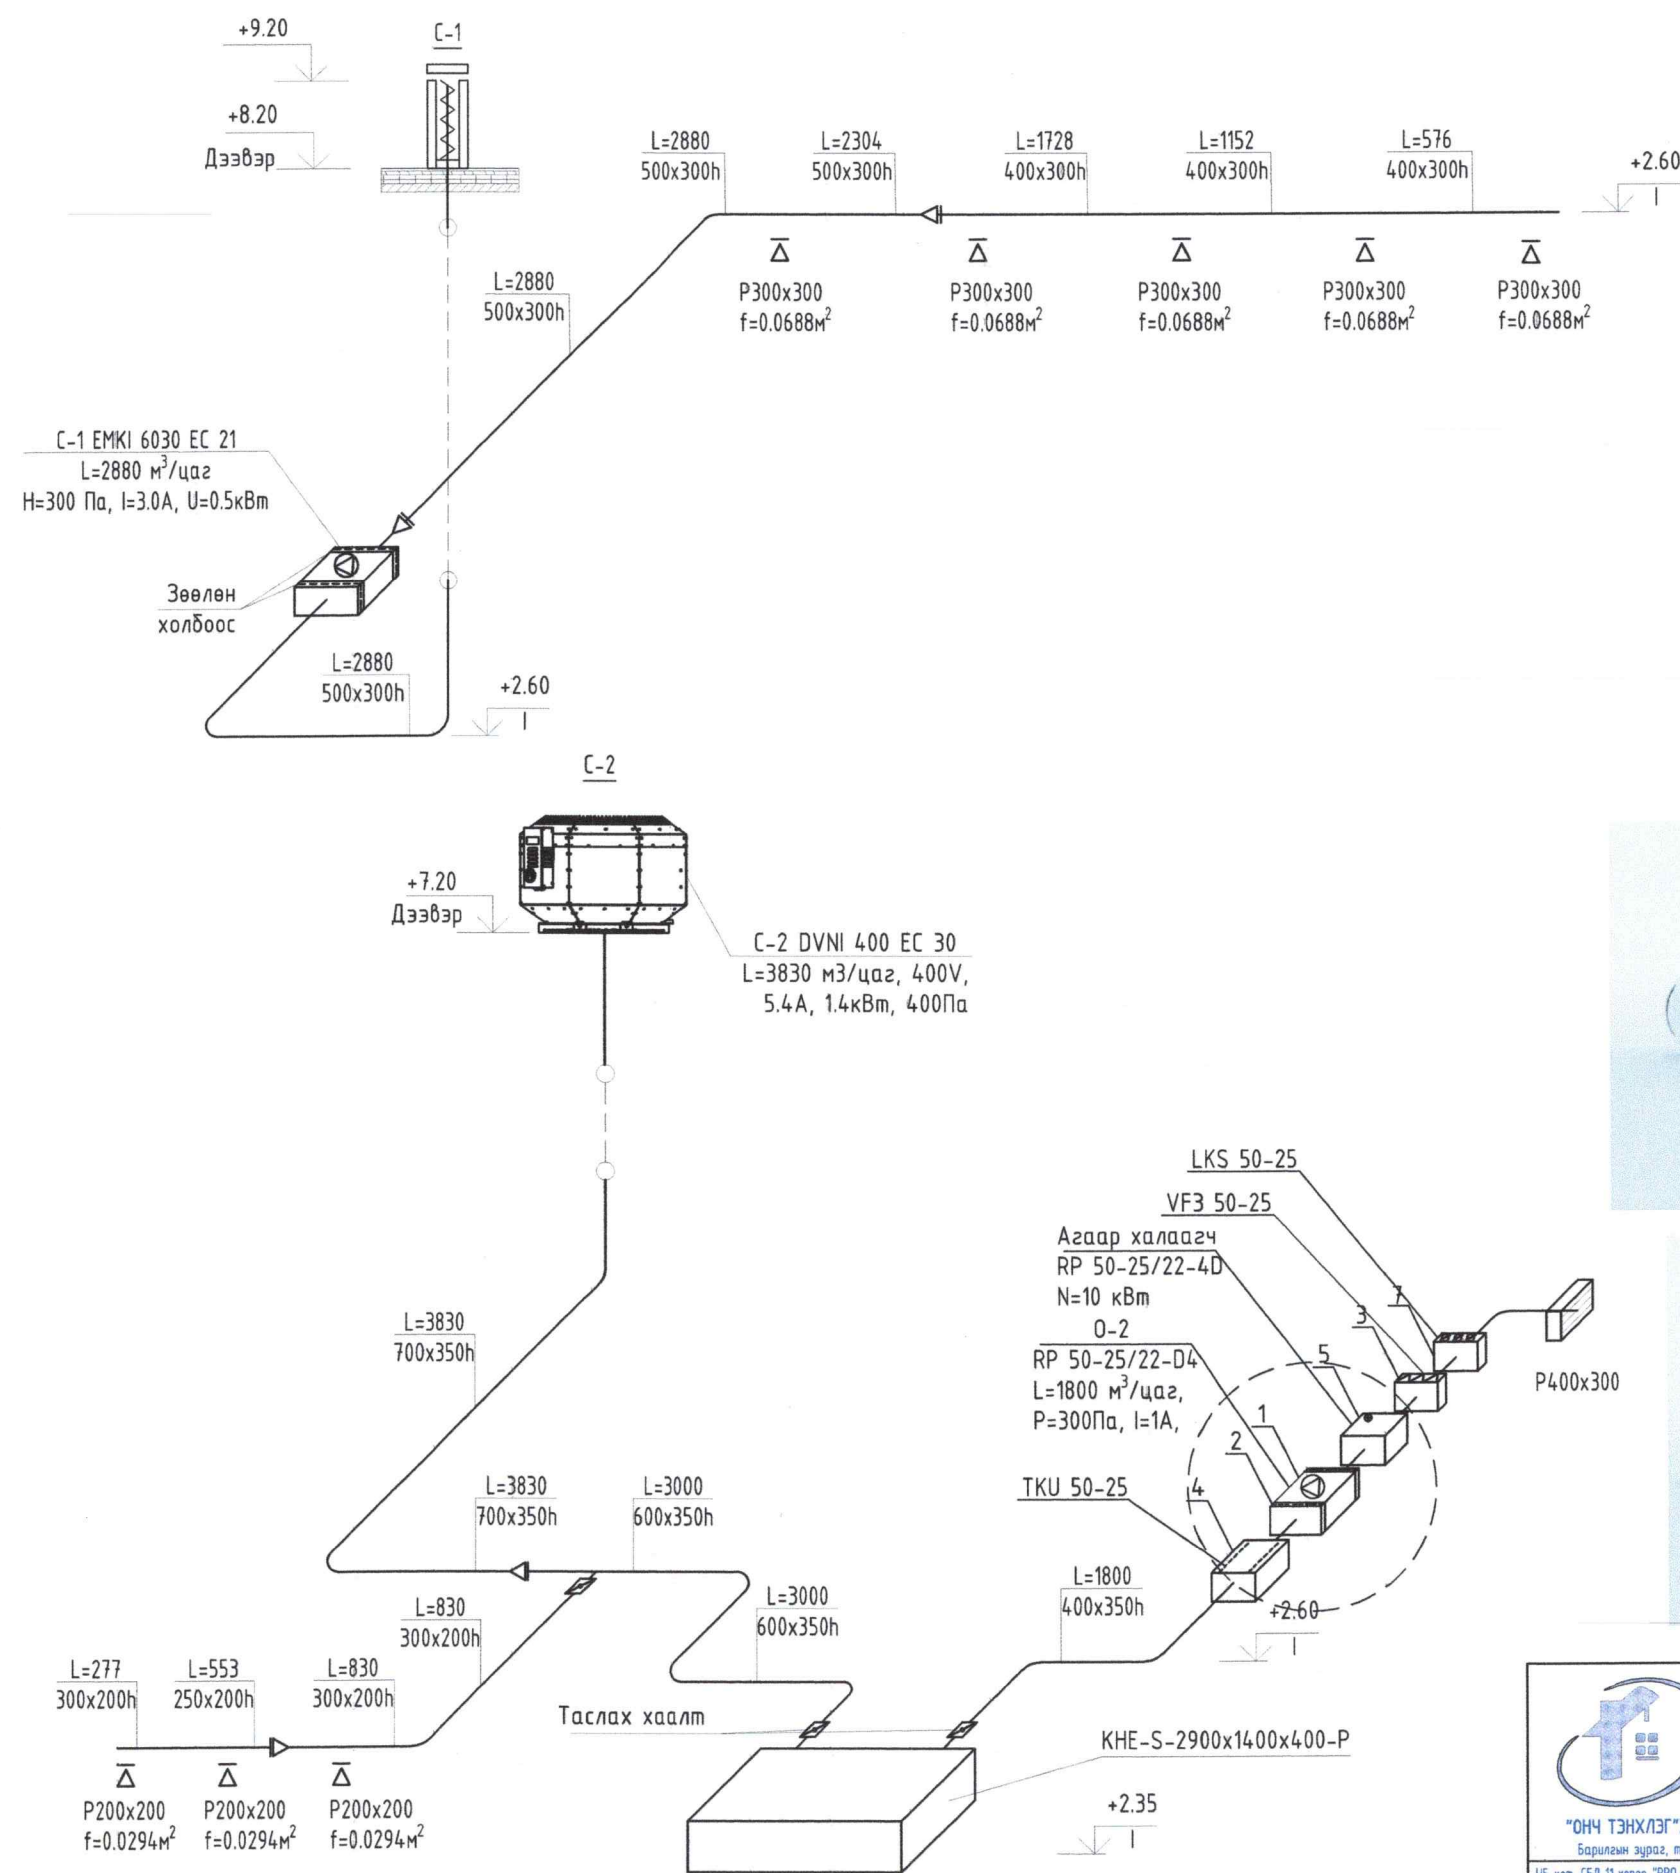 +9.20
C-1
+8.20
Дээвэр
L=2880
500x300h
L=2304
500x300h
L=1728
400x300h
L=1152
400x300h
L=576
400x300h
+2.60
I
P300x300
f=0.0688м²
P300x300
f=0.0688м²
P300x300
f=0.0688м²
P300x300
f=0.0688м²
P300x300
f=0.0688м²
L=2880
500x300h
C-1 EMKI 6030 EC 21
L=2880 м³/цаг
H=300 Па, I=3.0A, U=0.5кВт
Зөөлөн
холбоос
L=2880
500x300h
+2.60
I
C-2
+7.20
Дээвэр
C-2 DVNI 400 EC 30
L=3830 м3/цаг, 400V,
5.4A, 1.4кВт, 400Па
LKS 50-25
VF3 50-25
Агаар халаагч
RP 50-25/22-4D
N=10 кВт
О-2
RP 50-25/22-D4
L=1800 м³/цаг,
P=300Па, I=1A,
7
3
5
1
2
4
P400x300
TKU 50-25
L=3830
700x350h
L=3830
700x350h
L=3000
600x350h
L=3000
600x350h
L=1800
400x350h
+2.60
I
L=830
300x200h
L=277
300x200h
L=553
250x200h
L=830
300x200h
P200x200
f=0.0294м²
P200x200
f=0.0294м²
P200x200
f=0.0294м²
Таслах хаалт
KHE-S-2900x1400x400-P
+2.35
I
"ОНЧ ТЭНХЛЭГ"
Барилгын зураг, т